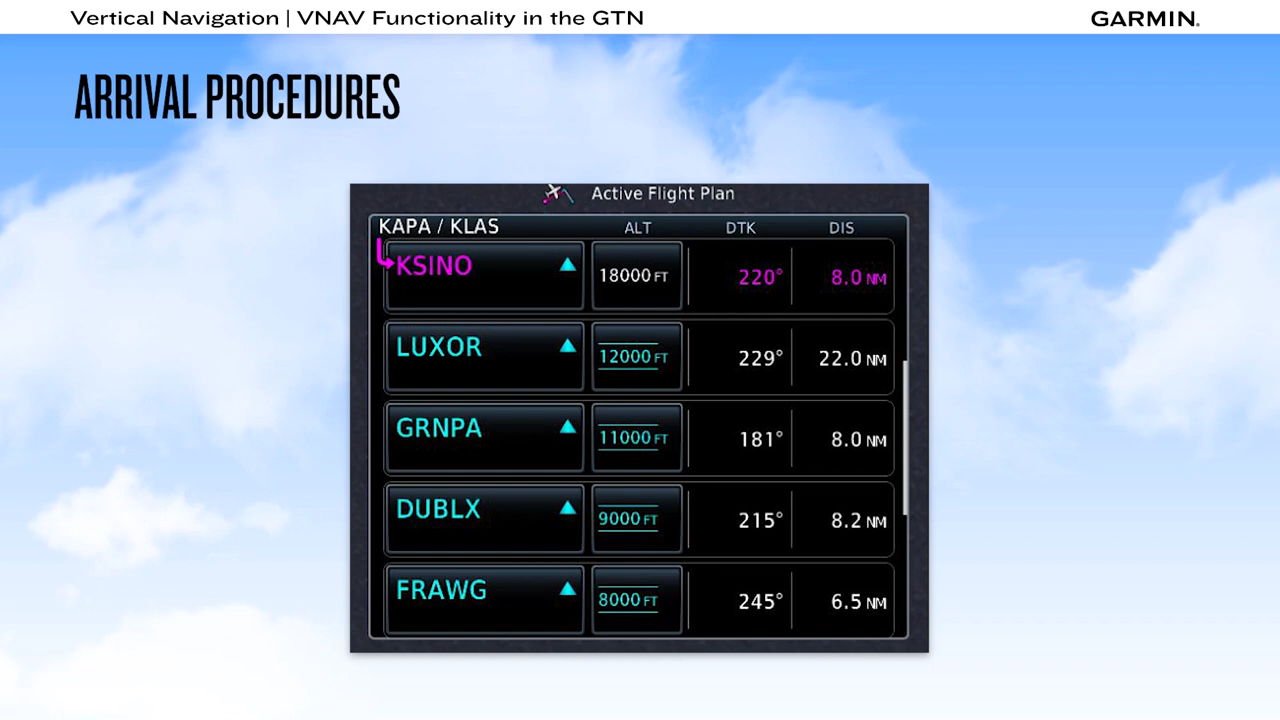 Vertical Navigation | VNAV Functionality in the GTN
GARMIN.
ARRIVAL PROCEDURES
Active Flight Plan
KAPA / KLAS ALT DTK DIS
KSINO 18000 FT 220° 8.0 NM
LUXOR 12000 FT 229° 22.0 NM
GRNPA 11000 FT 181° 8.0 NM
DUBLX 9000 FT 215° 8.2 NM
FRAWG 8000 FT 245° 6.5 NM